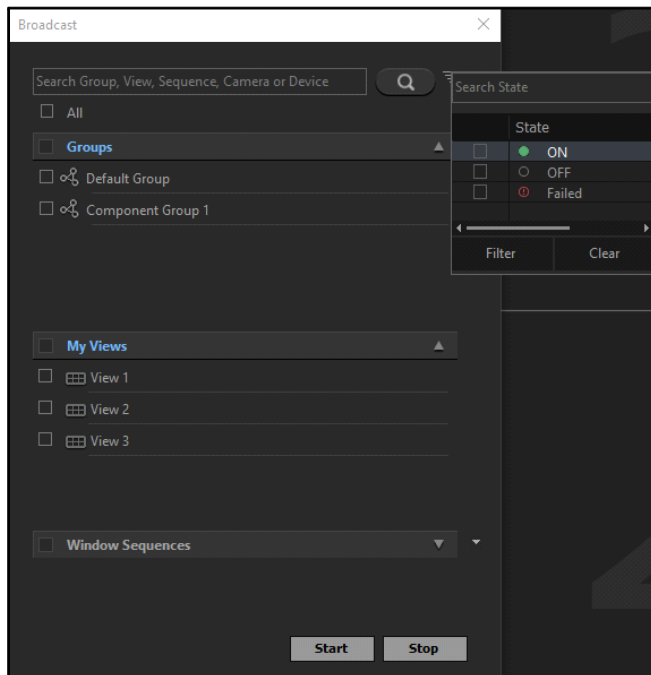 Broadcast
Search Group, View, Sequence, Camera or Device
All
Groups
Default Group
Component Group 1
Search State
State
ON
OFF
Failed
Filter Clear
My Views
View 1
View 2
View 3
Window Sequences
Start Stop